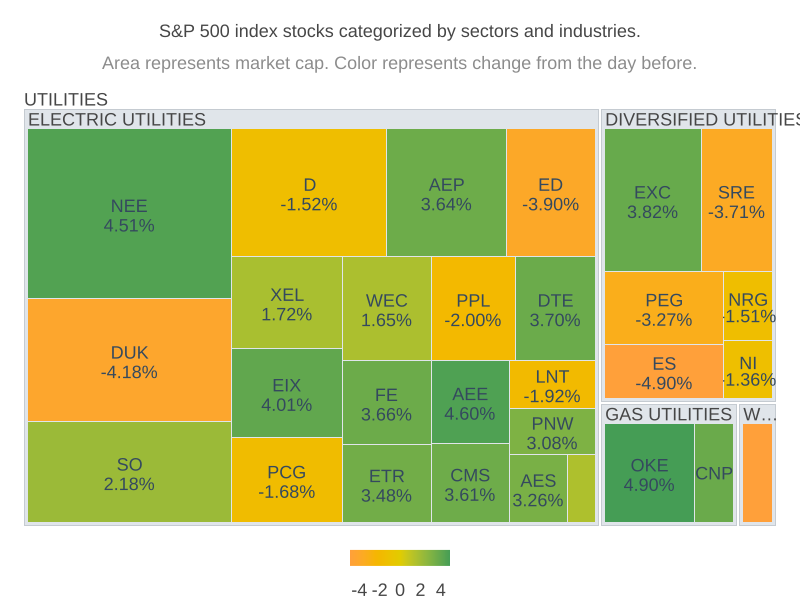 S&P 500 index stocks categorized by sectors and industries.
Area represents market cap. Color represents change from the day before.
UTILITIES
ELECTRIC UTILITIES
NEE
4.51%
DUK
-4.18%
SO
2.18%
D
-1.52%
AEP
3.64%
ED
-3.90%
XEL
1.72%
EIX
4.01%
PCG
-1.68%
WEC
1.65%
PPL
-2.00%
DTE
3.70%
FE
3.66%
AEE
4.60%
LNT
-1.92%
PNW
3.08%
ETR
3.48%
CMS
3.61%
AES
3.26%
DIVERSIFIED UTILITIES
EXC
3.82%
SRE
-3.71%
PEG
-3.27%
NRG
-1.51%
ES
-4.90%
NI
-1.36%
GAS UTILITIES
OKE
4.90%
CNP
W...
-4 -2 0 2 4